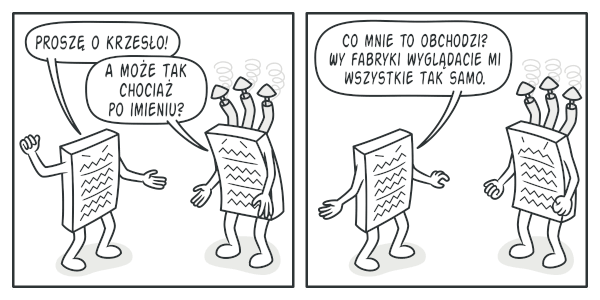 PROSZĘ O KRZESŁO!
A MOŻE TAK
CHOCIAŻ
PO IMIENIU?
CO MNIE TO OBCHODZI?
WY FABRYKI WYGLĄDACIE MI
WSZYSTKIE TAK SAMO.